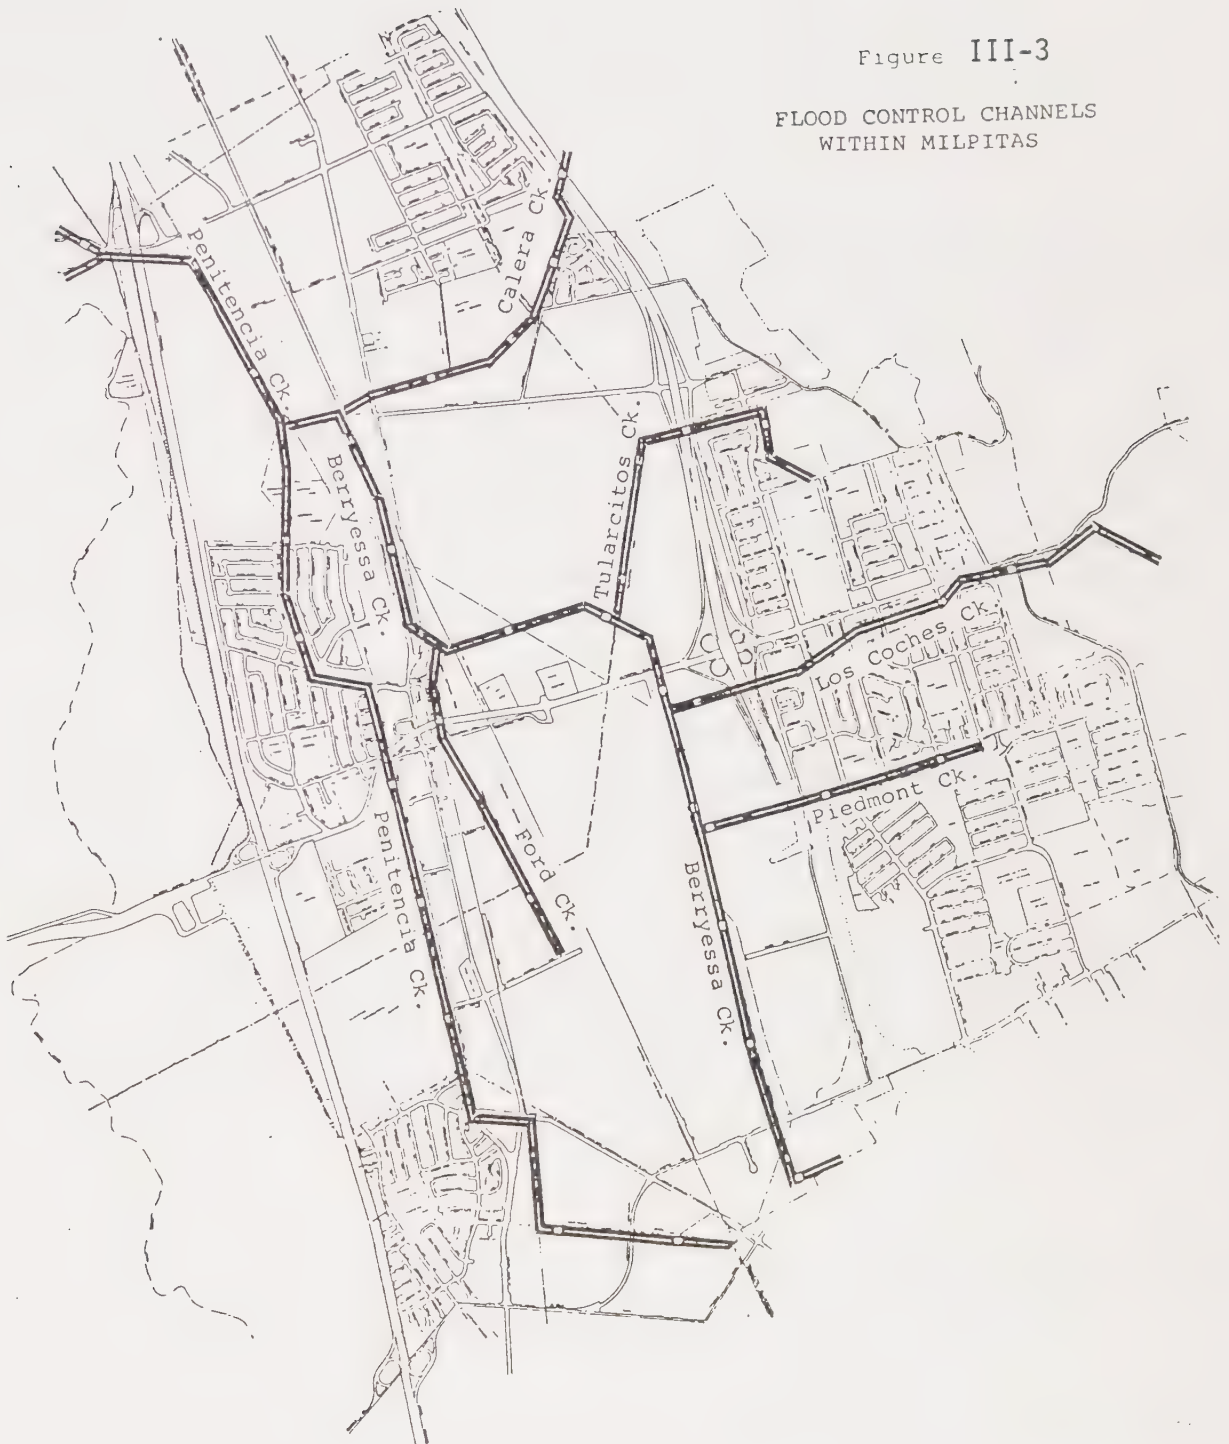 Figure III-3
FLOOD CONTROL CHANNELS
WITHIN MILPITAS
Penitencia Ck.
Calera Ck.
Berryessa Ck.
Tularcitos Ck.
Los Coches Ck.
Piedmont Ck.
Ford Ck.
Penitencia Ck.
Berryessa Ck.